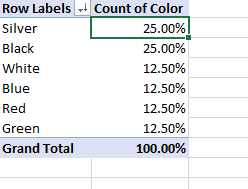 Row Labels Count of Color
Silver 25.00%
Black 25.00%
White 12.50%
Blue 12.50%
Red 12.50%
Green 12.50%
Grand Total 100.00%